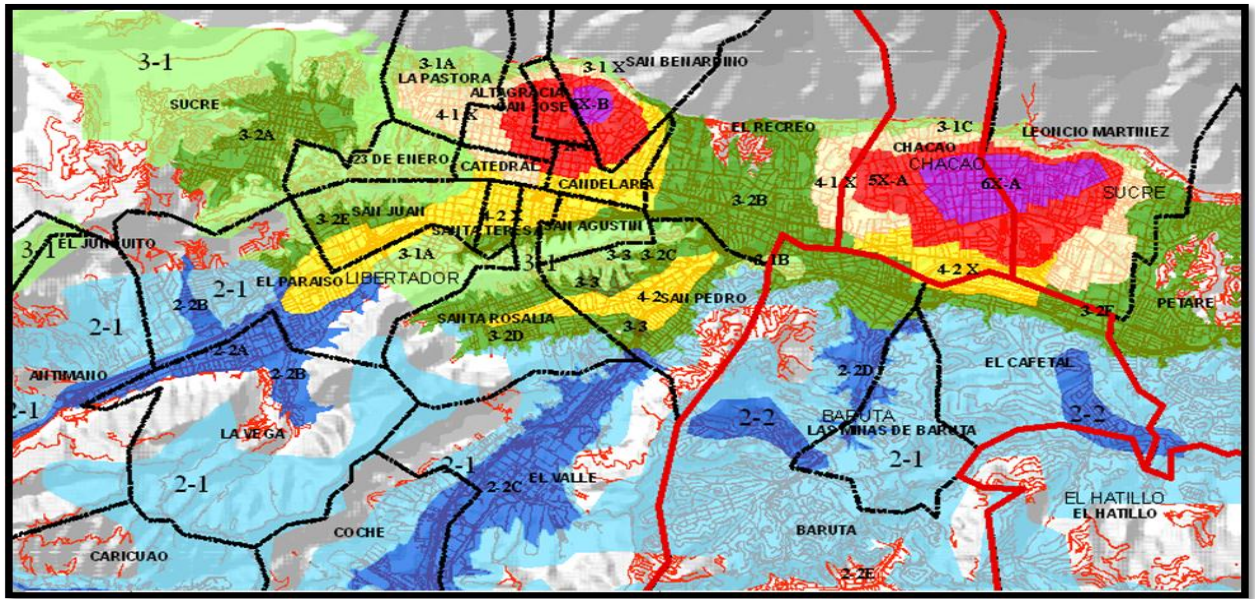 3-1
SUCRE
3-2A
3-1A
LA PASTORA
3-1 X
SAN BENARDINO
ALTAGRACIA
SAN JOSE
X-B
4-1 X
23 DE ENERO
CATEDRAL
CANDELARIA
EL RECREO
3-1C
LEONCIO MARTINEZ
CHACAO
CHACAO
4-1 X
5X-A
6X-A
SUCRE
3-2B
3-2E
SAN JUAN
4-2 X
SANTA TERESA
SAN AGUSTIN
3-1
EL JUNQUITO
3-1A
3-1
3-3
3-2C
3-1B
4-2 X
EL PARAISO
LIBERTADOR
2-1
2-2B
3-3
4-2
SAN PEDRO
PETARE
3-2F
2-1
SANTA ROSALIA
3-2D
3-3
2-2A
ANTIMANO
2-2B
2-2D
EL CAFETAL
2-1
LA VEGA
2-2
BARUTA
LAS MINAS DE BARUTA
2-2
2-1
2-1
2-1
2-2C
EL VALLE
EL HATILLO
EL HATILLO
COCHE
BARUTA
CARICUAO
2-2E